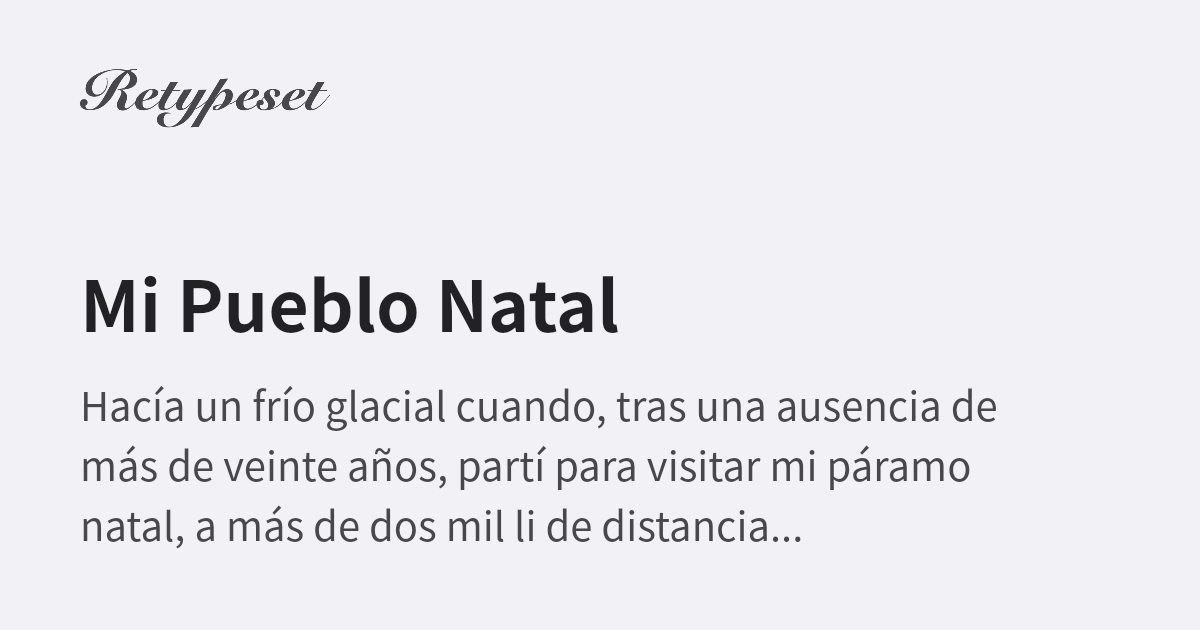 Retypeset
Mi Pueblo Natal
Hacía un frío glacial cuando, tras una ausencia de
más de veinte años, partí para visitar mi páramo
natal, a más de dos mil li de distancia...